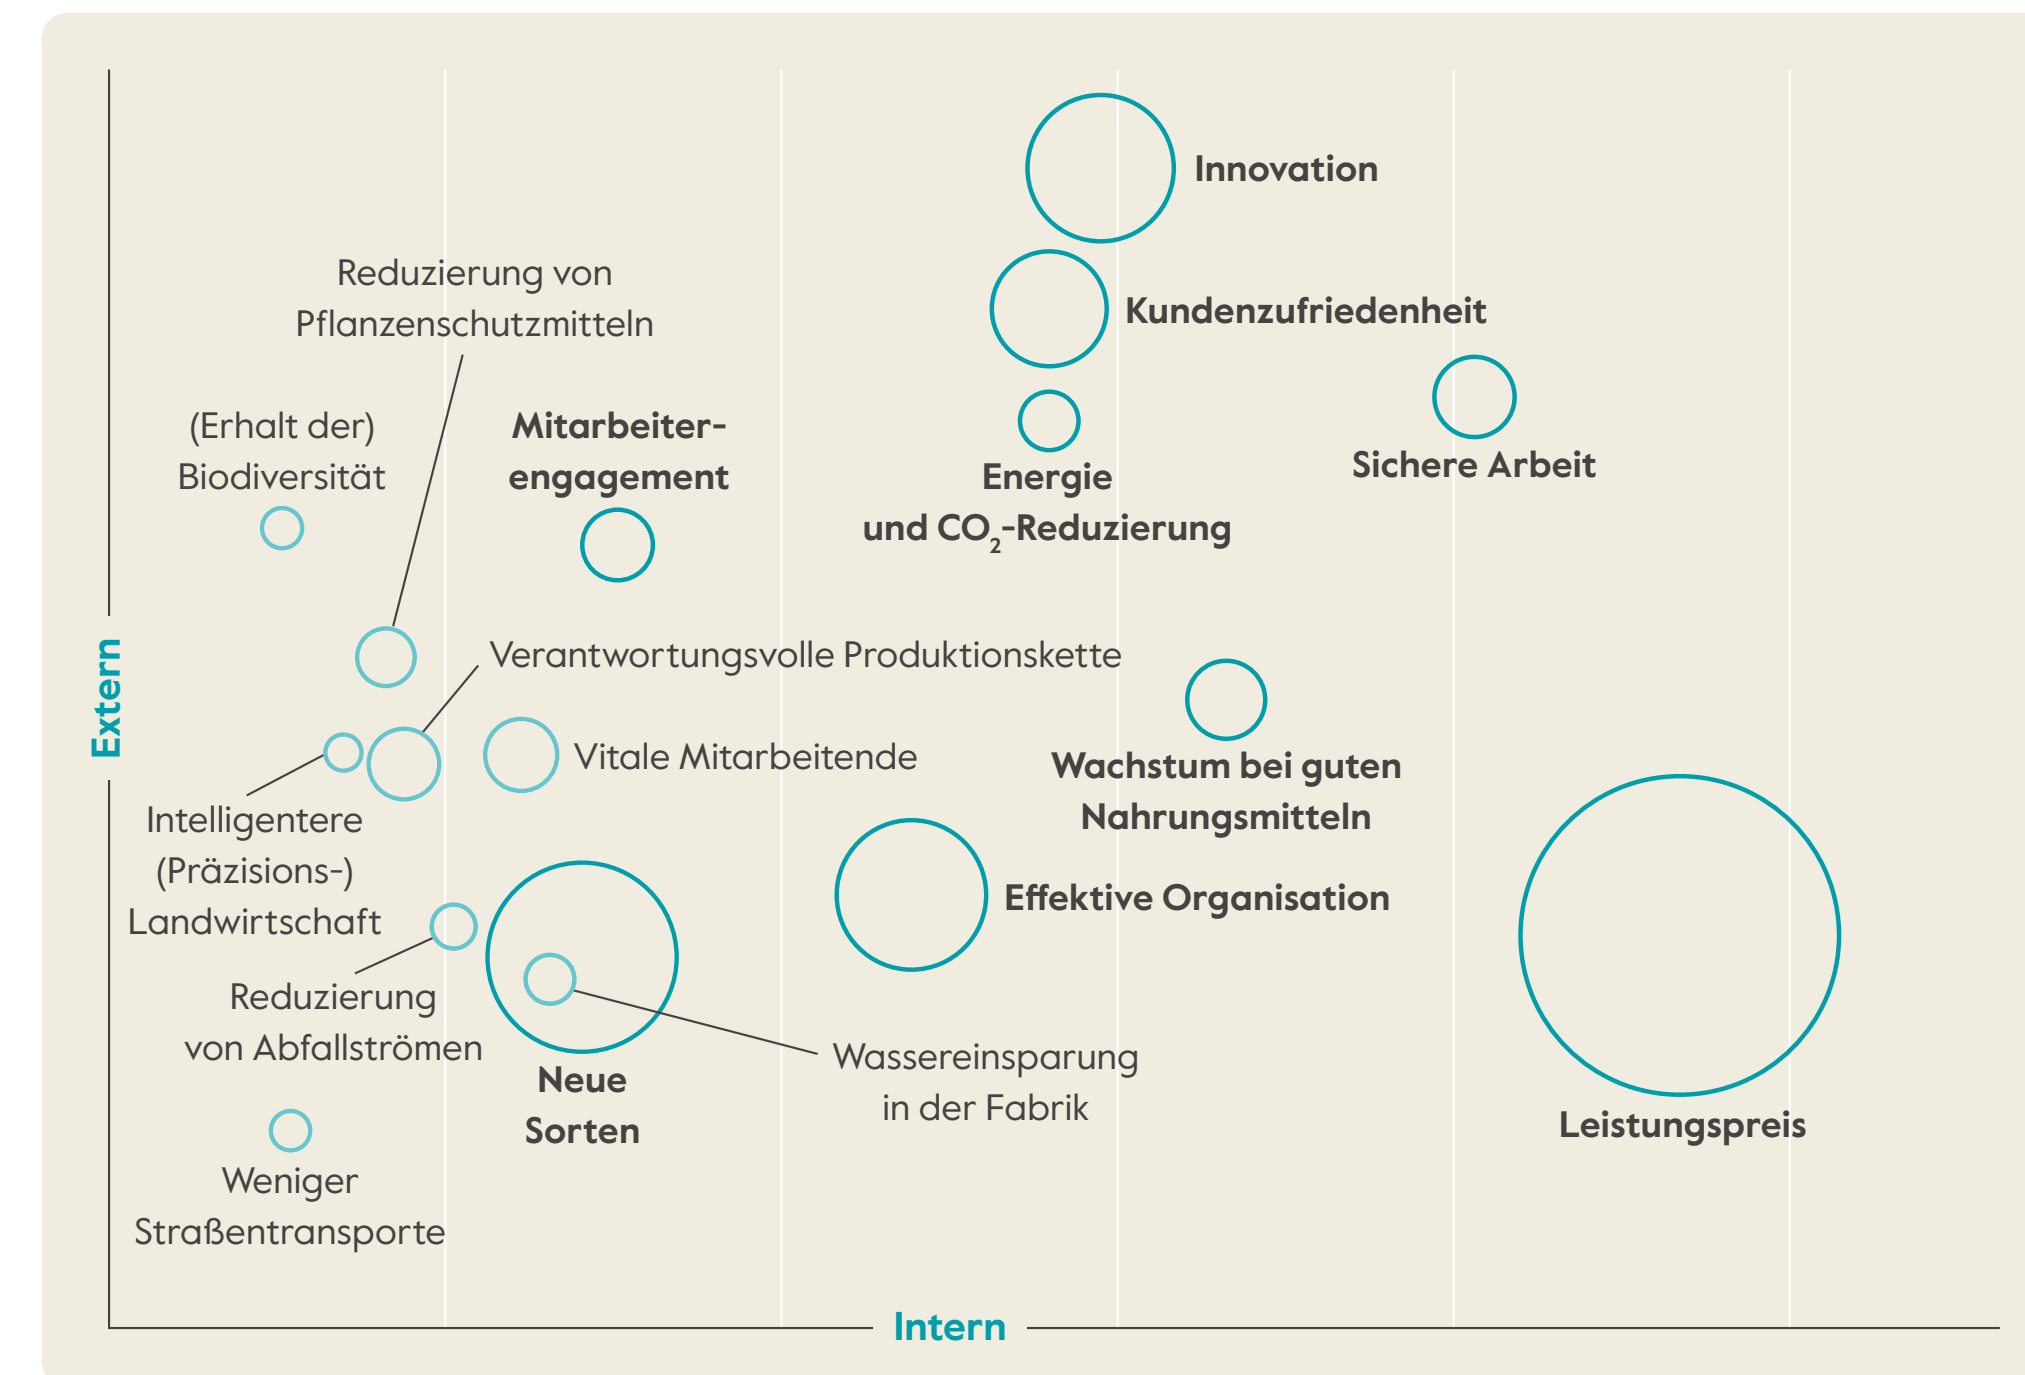 Innovation
Reduzierung von
Pflanzenschutzmitteln
Kundenzufriedenheit
(Erhalt der)
Biodiversität
Mitarbeiter-
engagement
Energie
und CO₂-Reduzierung
Sichere Arbeit
Extern
Verantwortungsvolle Produktionskette
Vitale Mitarbeitende
Wachstum bei guten
Nahrungsmitteln
Intelligentere
(Präzisions-)
Landwirtschaft
Effektive Organisation
Reduzierung
von Abfallströmen
Neue
Sorten
Wassereinsparung
in der Fabrik
Leistungspreis
Weniger
Straßentransporte
Intern